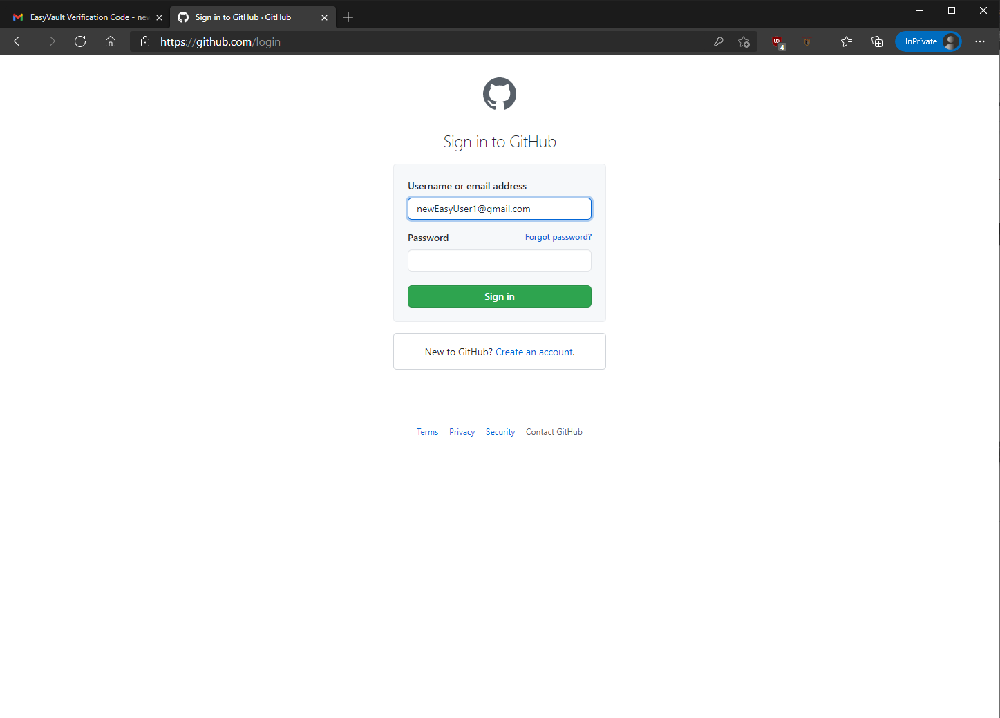 EasyVault Verification Code - new
Sign in to GitHub · GitHub
https://github.com/login
4
InPrivate
Sign in to GitHub
Username or email address
newEasyUser1@gmail.com
Password Forgot password?
Sign in
New to GitHub? Create an account.
Terms Privacy Security Contact GitHub